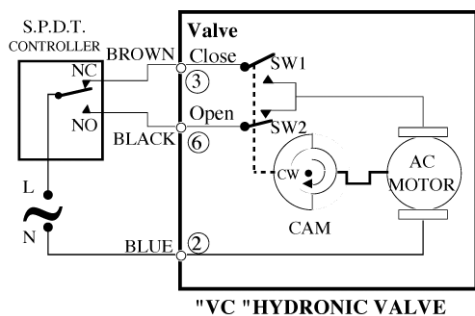 S.P.D.T.
CONTROLLER
BROWN
NC
NO
BLACK
L
N
BLUE
Valve
Close
3
SW1
Open
6
SW2
CW
CAM
AC
MOTOR
2
"VC "HYDRONIC VALVE